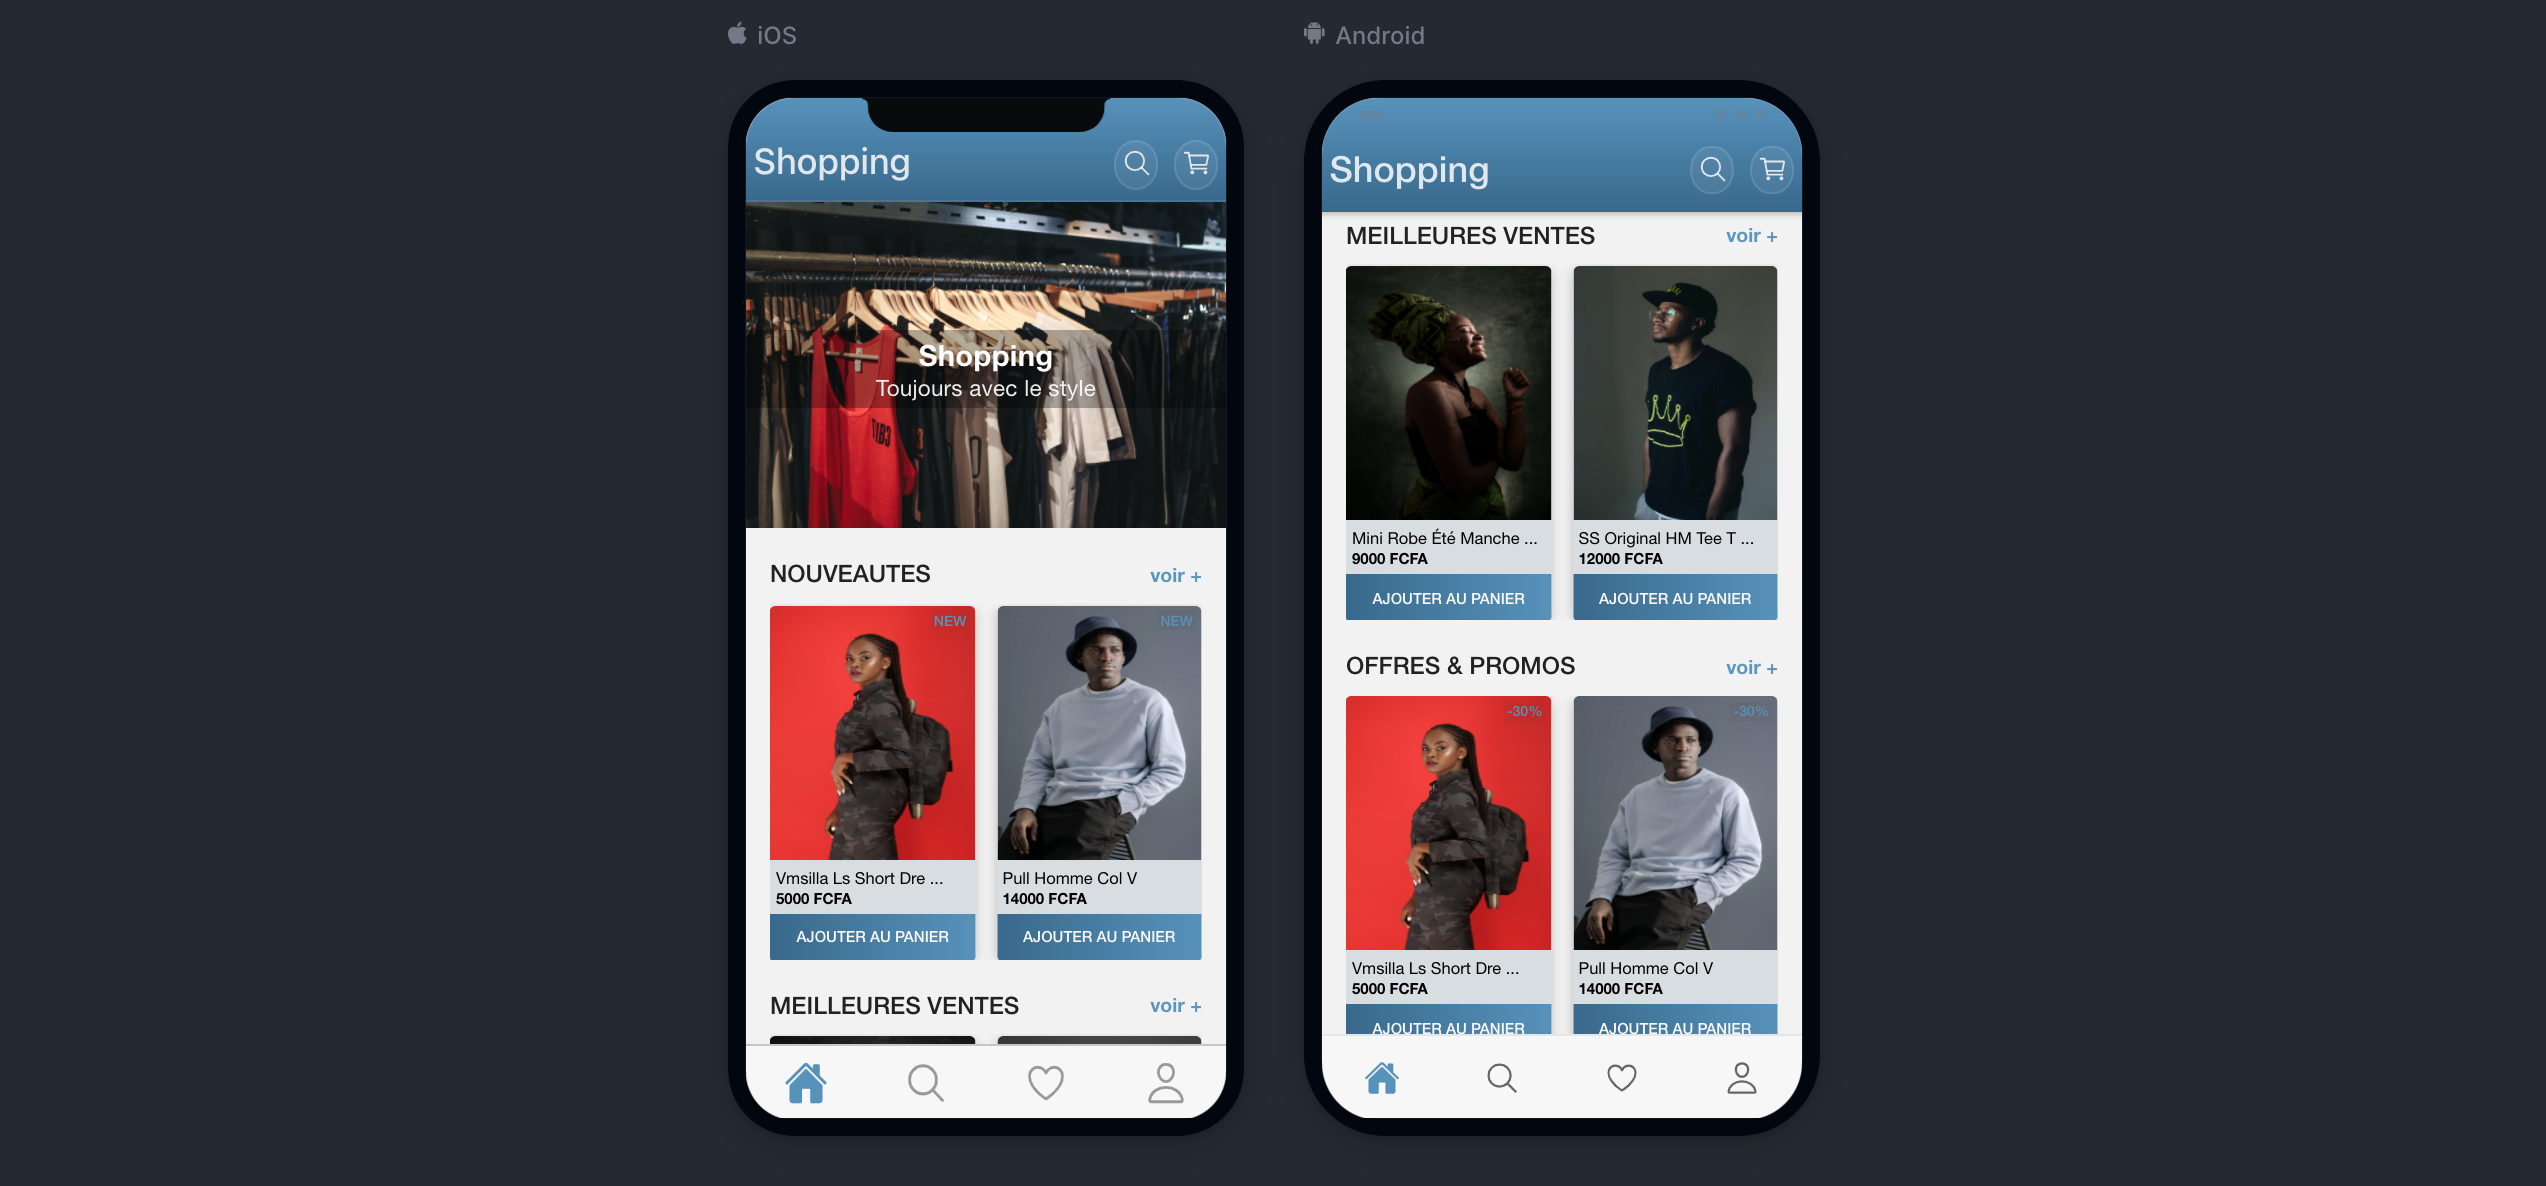 iOS
Shopping
Shopping
Toujours avec le style
NOUVEAUTES
voir +
NEW
NEW
Vmsilla Ls Short Dre ...
5000 FCFA
AJOUTER AU PANIER
Pull Homme Col V
14000 FCFA
AJOUTER AU PANIER
MEILLEURES VENTES
voir +
Android
Shopping
MEILLEURES VENTES
voir +
Mini Robe Été Manche ...
9000 FCFA
AJOUTER AU PANIER
SS Original HM Tee T ...
12000 FCFA
AJOUTER AU PANIER
OFFRES & PROMOS
voir +
-30%
-30%
Vmsilla Ls Short Dre ...
5000 FCFA
AJOUTER AU PANIER
Pull Homme Col V
14000 FCFA
AJOUTER AU PANIER